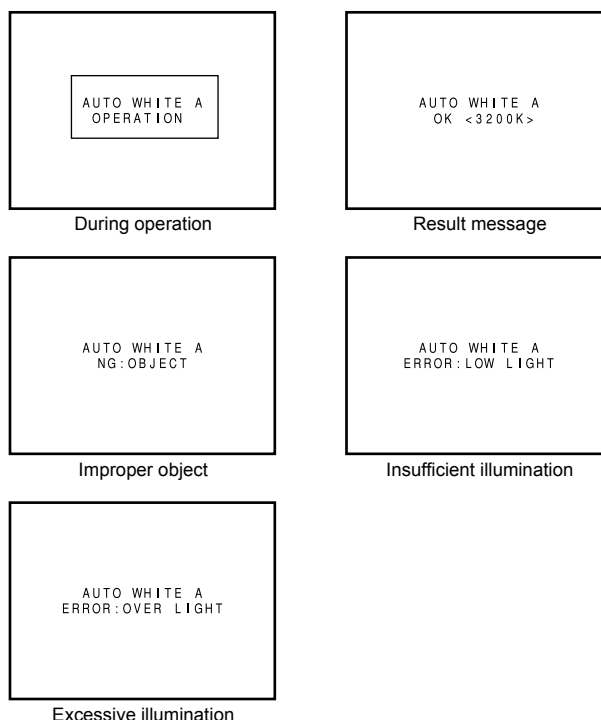 AUTO WHITE A
OPERATION
During operation
AUTO WHITE A
OK <3200K>
Result message
AUTO WHITE A
NG:OBJECT
Improper object
AUTO WHITE A
ERROR:LOW LIGHT
Insufficient illumination
AUTO WHITE A
ERROR:OVER LIGHT
Excessive illumination